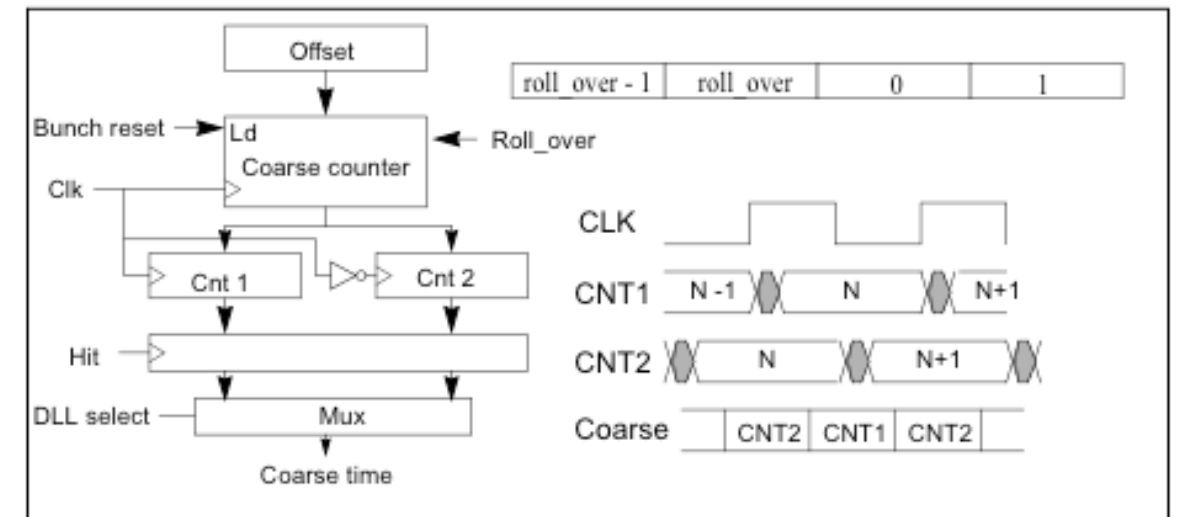 Offset
roll_over - 1 roll_over 0 1
Bunch reset
Ld
Coarse counter
Roll_over
Clk
Cnt 1
Cnt 2
Hit
DLL select
Mux
Coarse time
CLK
CNT1 N -1 N N+1
CNT2 N N+1
Coarse CNT2 CNT1 CNT2